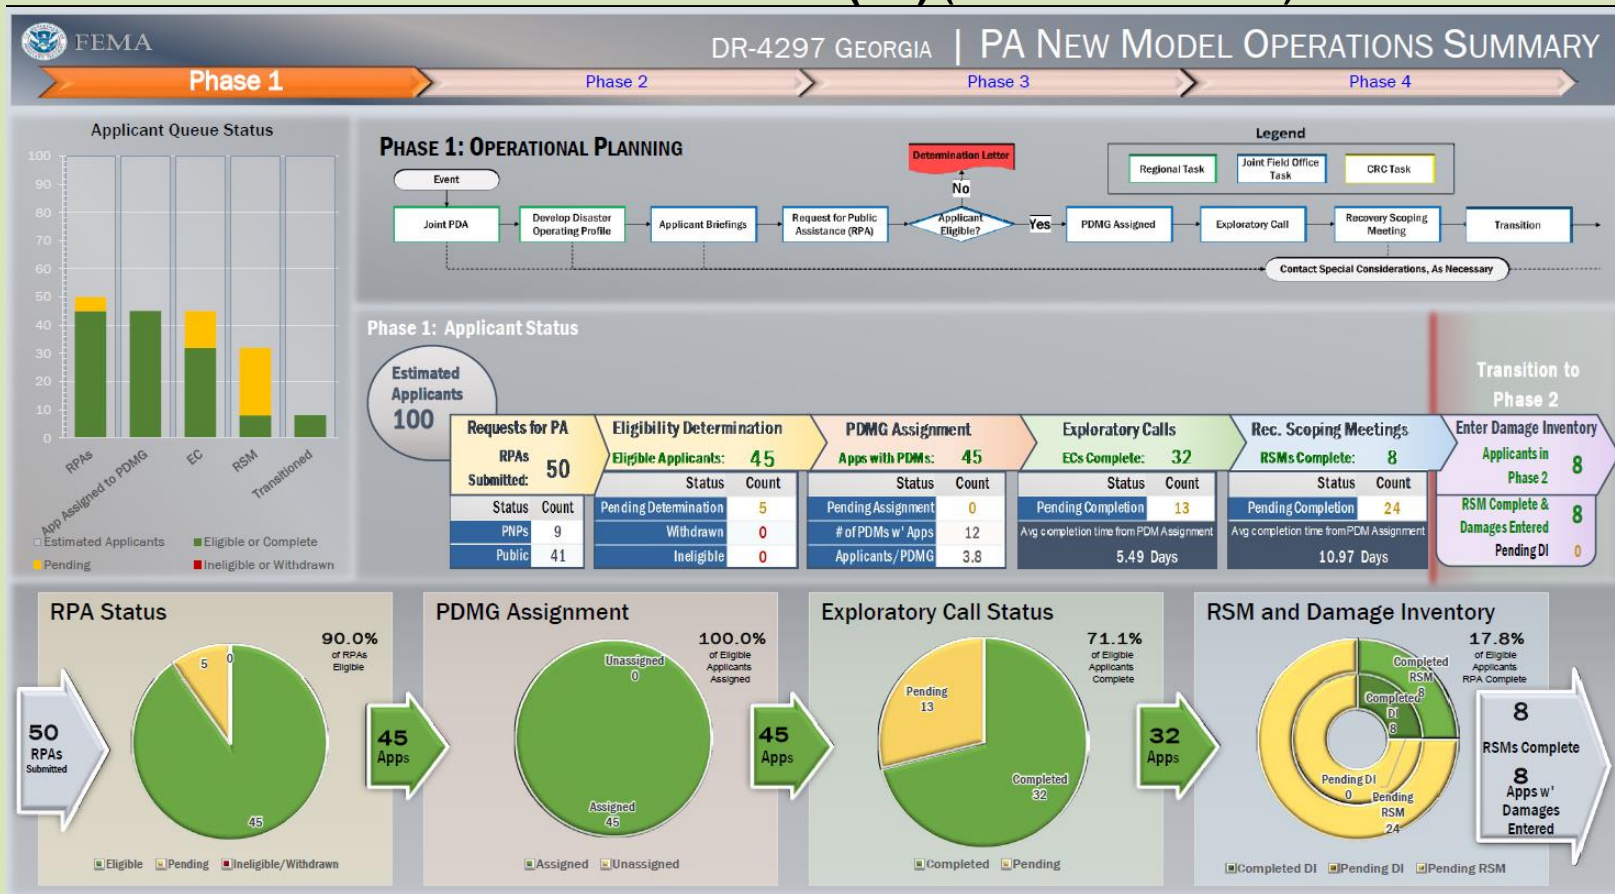 FEMA
DR-4297 GEORGIA | PA NEW MODEL OPERATIONS SUMMARY
Phase 1
Phase 2
Phase 3
Phase 4
Applicant Queue Status
100
90
80
70
60
50
40
30
20
10
0
RPAs
App Assigned to PDMG
EC
RSM
Transitioned
Estimated Applicants
Eligible or Complete
Pending
Ineligible or Withdrawn
PHASE 1: OPERATIONAL PLANNING
Legend
Regional Task
Joint Field Office
Task
CRC Task
Event
Determination Letter
No
Joint PDA
Develop Disaster
Operating Profile
Applicant Briefings
Request for Public
Assistance (RPA)
Applicant
Eligible?
Yes
PDMG Assigned
Exploratory Call
Recovery Scoping
Meeting
Transition
Contact Special Considerations, As Necessary
Phase 1: Applicant Status
Estimated
Applicants
100
Requests for PA
RPAs
Submitted: 50
Status Count
PNPs 9
Public 41
Eligibility Determination
Eligible Applicants: 45
Status Count
Pending Determination 5
Withdrawn 0
Ineligible 0
PDMG Assignment
Apps with PDMs: 45
Status Count
Pending Assignment 0
# of PDMs w' Apps 12
Applicants/PDMG 3.8
Exploratory Calls
ECs Complete: 32
Status Count
Pending Completion 13
Avg completion time from PDM Assignment
5.49 Days
Rec. Scoping Meetings
RSMs Complete: 8
Status Count
Pending Completion 24
Avg completion time from PDM Assignment
10.97 Days
Transition to
Phase 2
Enter Damage Inventory
Applicants in
Phase 2 8
RSM Complete &
Damages Entered 8
Pending DI 0
RPA Status
90.0%
of RPAs
Eligible
5
0
45
50
RPAs
Submitted
Eligible Pending Ineligible/Withdrawn
45
Apps
PDMG Assignment
100.0%
of Eligible
Applicants
Assigned
Unassigned
0
Assigned
45
Assigned Unassigned
45
Apps
Exploratory Call Status
71.1%
of Eligible
Applicants
Complete
Pending
13
Completed
32
Completed Pending
32
Apps
RSM and Damage Inventory
17.8%
of Eligible
Applicants
RPA Complete
Completed
RSM
8
Completed
DI
8
Pending DI
0
Pending
RSM
24
Completed DI Pending DI Pending RSM
8
RSMs Complete
8
Apps w'
Damages
Entered